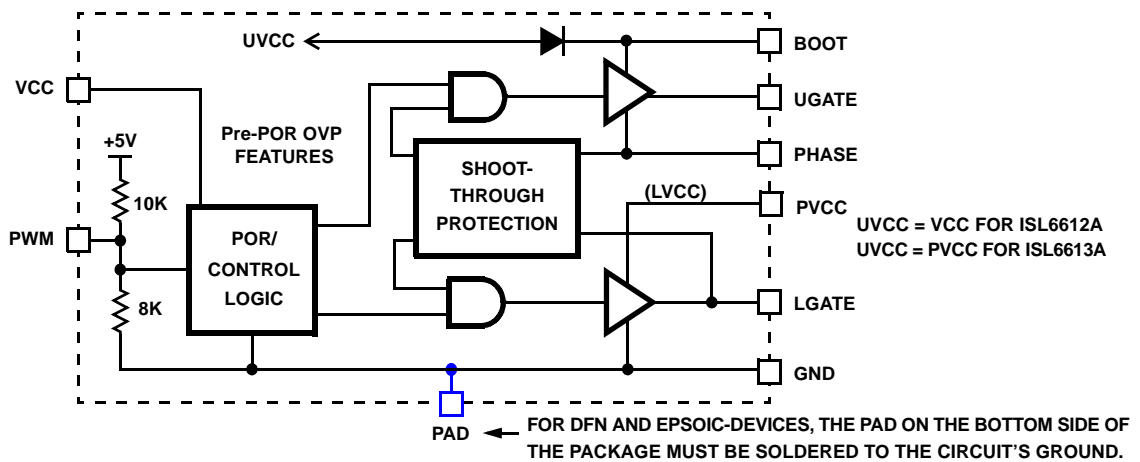 UVCC
BOOT
VCC
UGATE
+5V
Pre-POR OVP
FEATURES
PHASE
SHOOT-
THROUGH
PROTECTION
10K
(LVCC)
PVCC
UVCC = VCC FOR ISL6612A
UVCC = PVCC FOR ISL6613A
PWM
POR/
CONTROL
LOGIC
8K
LGATE
GND
PAD
FOR DFN AND EPSOIC-DEVICES, THE PAD ON THE BOTTOM SIDE OF
THE PACKAGE MUST BE SOLDERED TO THE CIRCUIT'S GROUND.